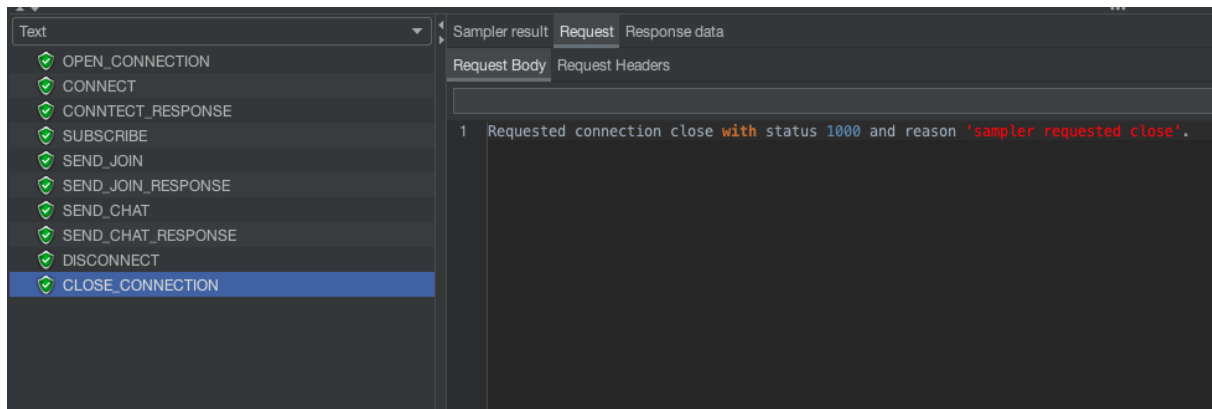 Text
OPEN_CONNECTION
CONNECT
CONNTECT_RESPONSE
SUBSCRIBE
SEND_JOIN
SEND_JOIN_RESPONSE
SEND_CHAT
SEND_CHAT_RESPONSE
DISCONNECT
CLOSE_CONNECTION
Sampler result Request Response data
Request Body Request Headers
1 Requested connection close with status 1000 and reason 'sampler requested close'.